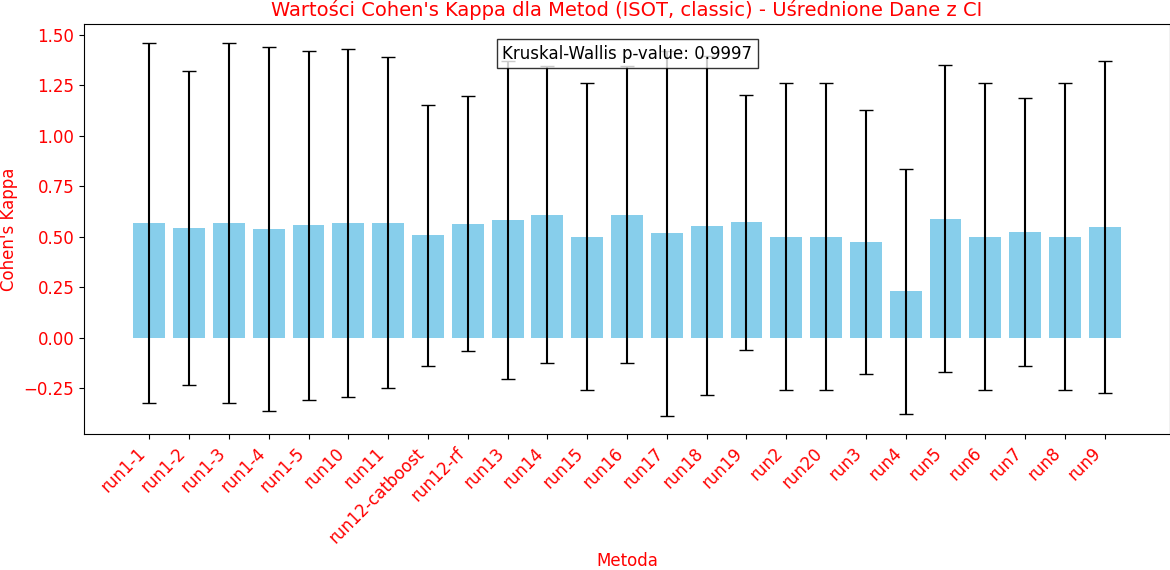 Wartości Cohen's Kappa dla Metod (ISOT, classic) - Uśrednione Dane z CI
Kruskal-Wallis p-value: 0.9997
Cohen's Kappa
1.50
1.25
1.00
0.75
0.50
0.25
0.00
−0.25
run1-1
run1-2
run1-3
run1-4
run1-5
run10
run11
run12-catboost
run12-rf
run13
run14
run15
run16
run17
run18
run19
run2
run20
run3
run4
run5
run6
run7
run8
run9
Metoda